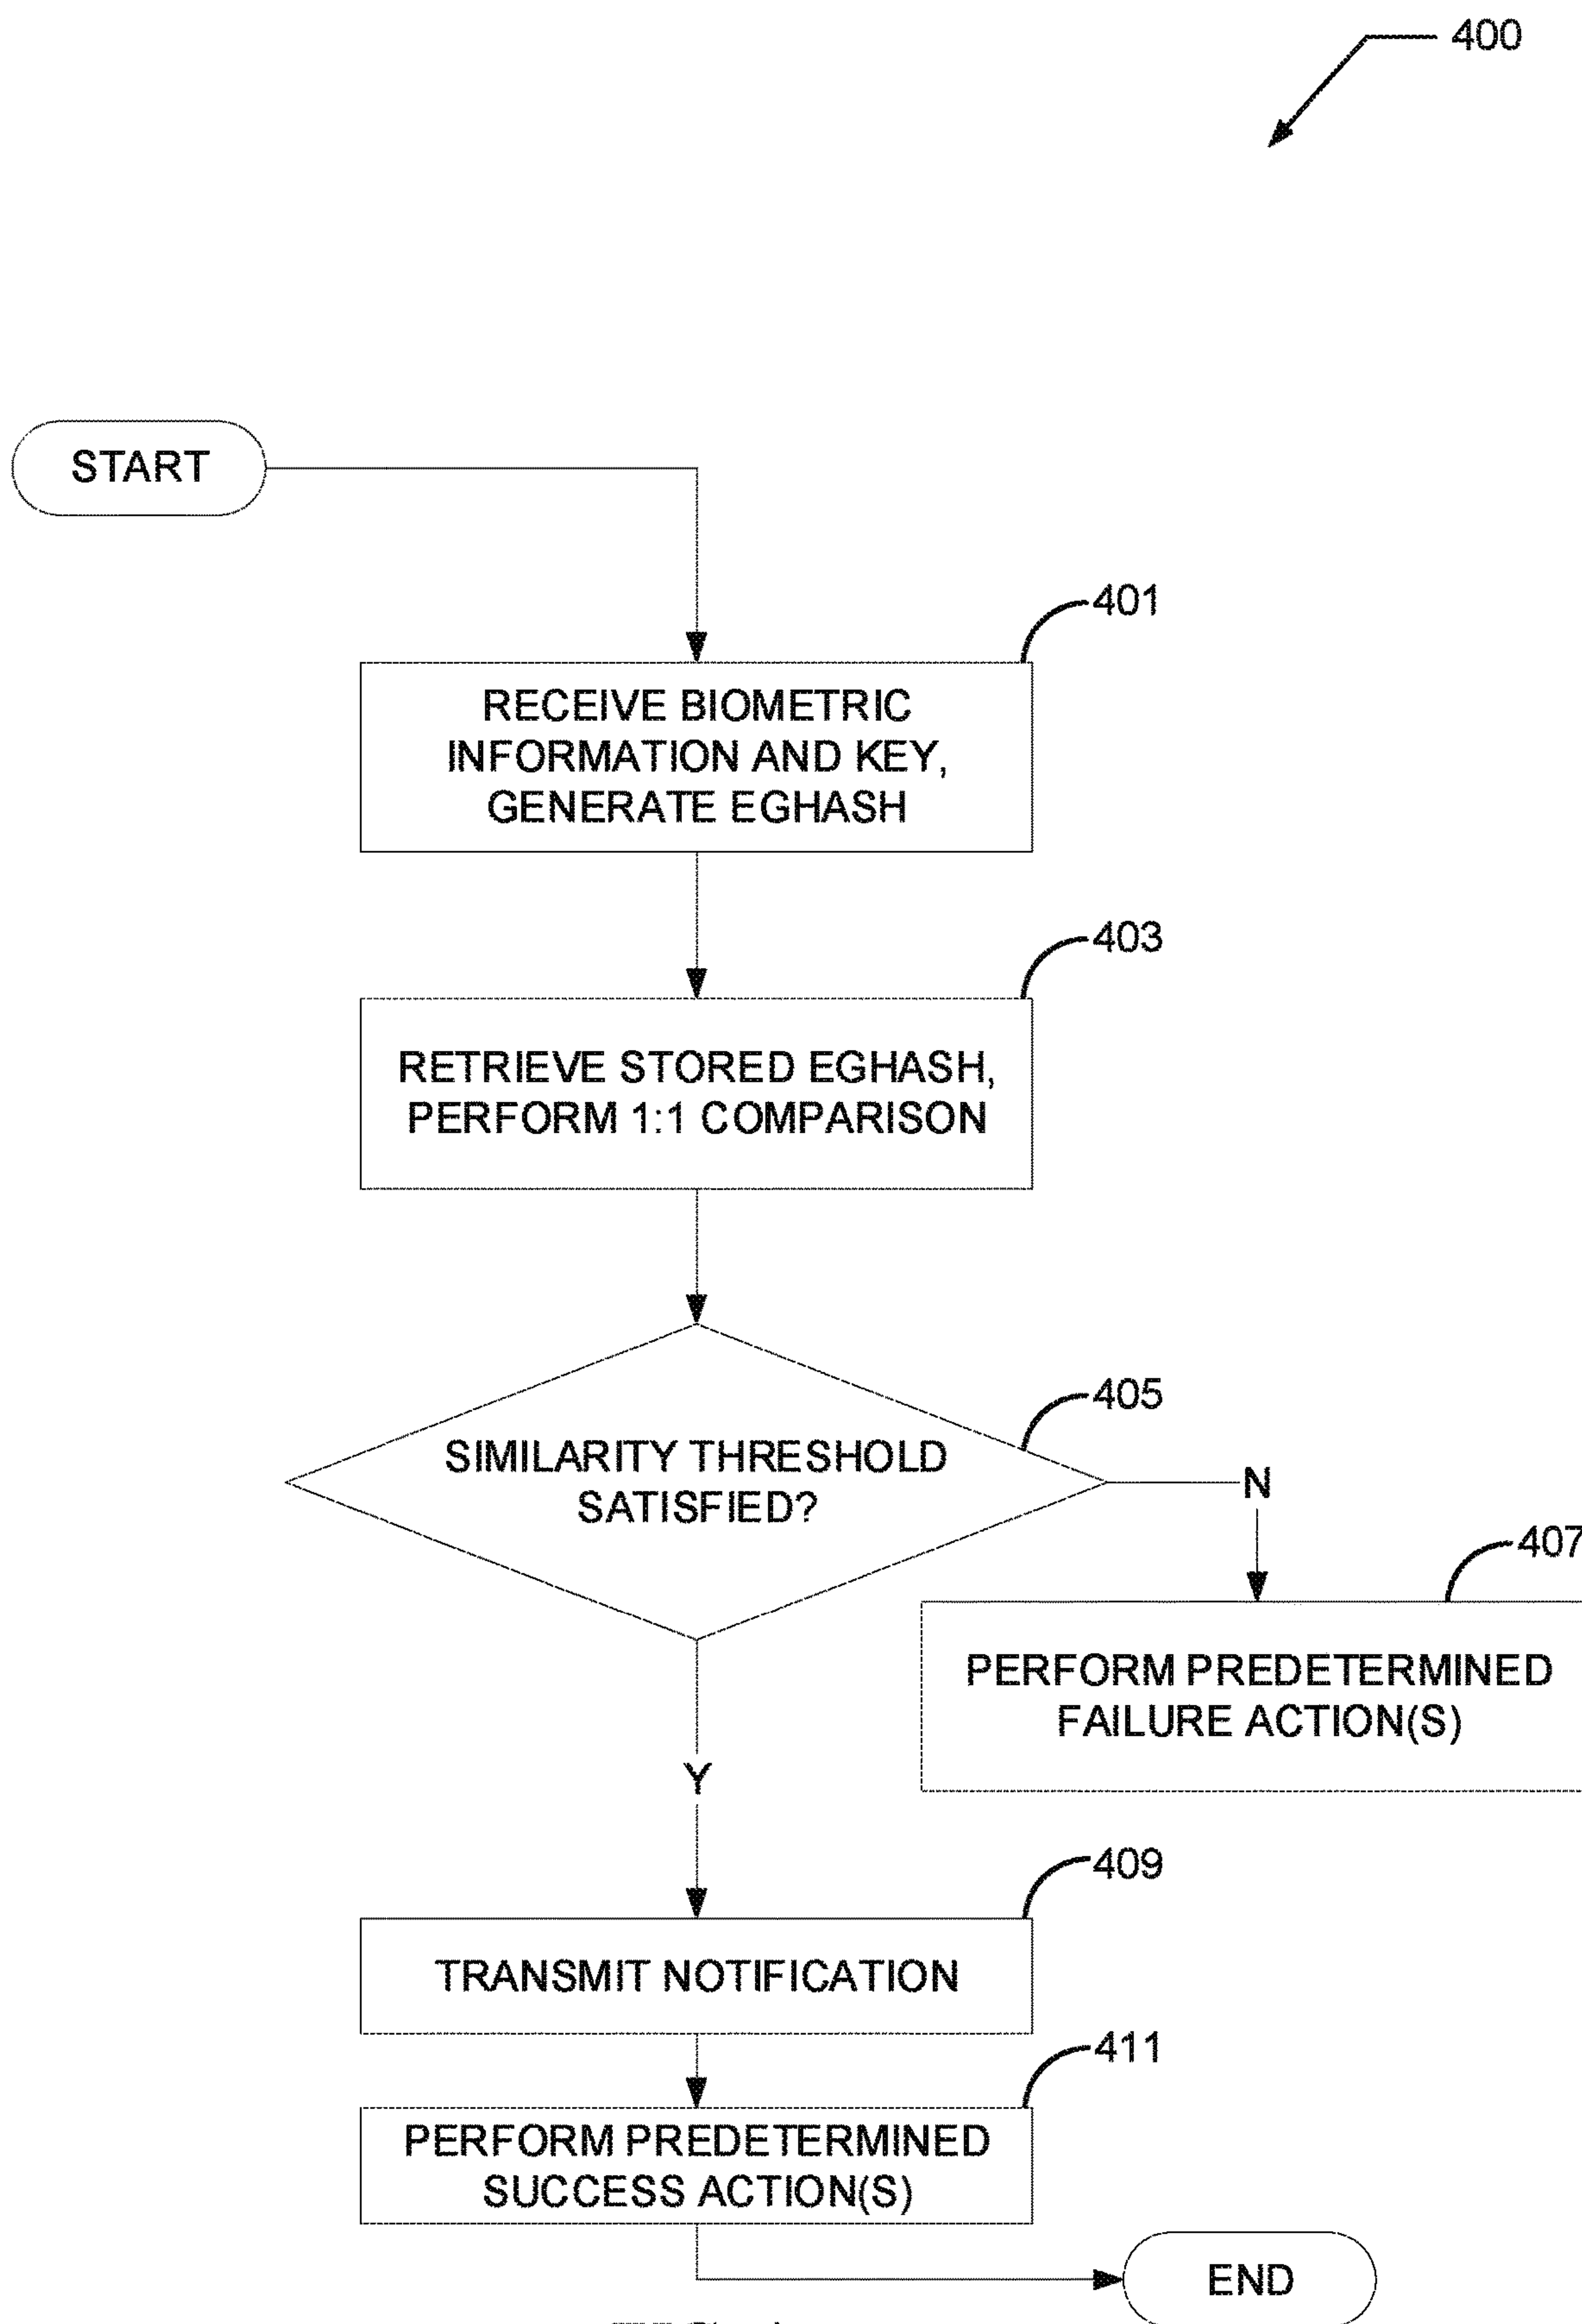 400
START
401
RECEIVE BIOMETRIC
INFORMATION AND KEY,
GENERATE EGHASH
403
RETRIEVE STORED EGHASH,
PERFORM 1:1 COMPARISON
405
SIMILARITY THRESHOLD
SATISFIED?
N
407
PERFORM PREDETERMINED
FAILURE ACTION(S)
Y
409
TRANSMIT NOTIFICATION
411
PERFORM PREDETERMINED
SUCCESS ACTION(S)
END